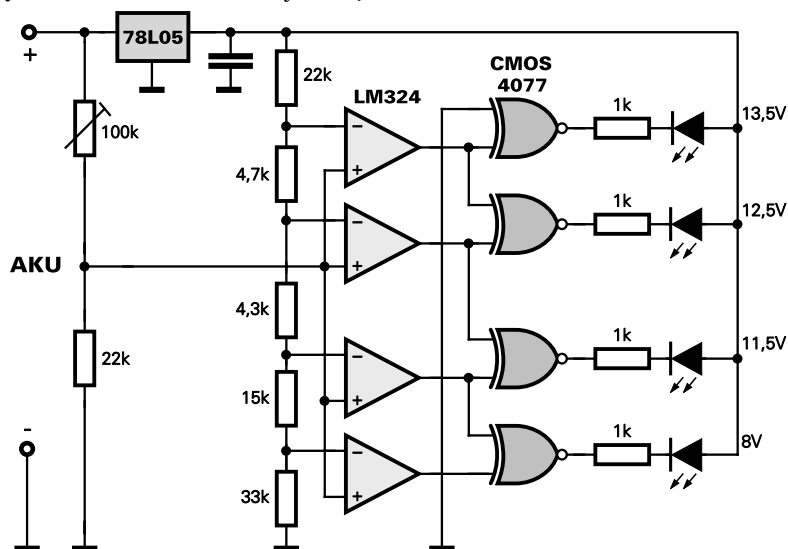 78L05
+
22k
CMOS
4077
LM324
100k
1k
13,5V
4,7k
−
+
1k
12,5V
−
+
AKU
4,3k
1k
11,5V
22k
−
+
15k
1k
8V
-
−
+
33k